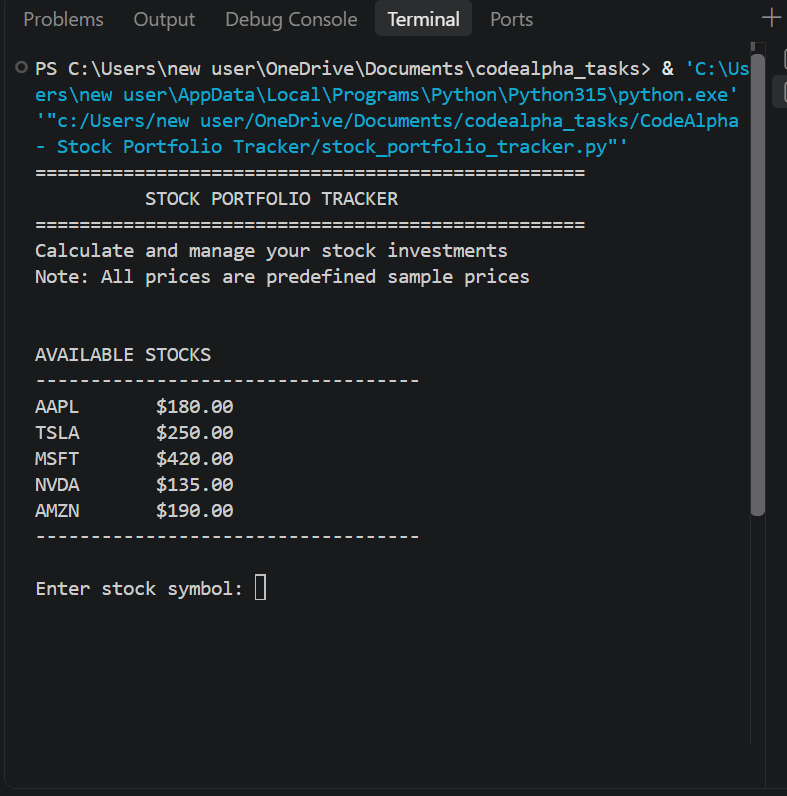 Problems Output Debug Console Terminal Ports
PS C:\Users\new user\OneDrive\Documents\codealpha_tasks> & 'C:\Us
ers\new user\AppData\Local\Programs\Python\Python315\python.exe'
'"c:/Users/new user/OneDrive/Documents/codealpha_tasks/CodeAlpha
- Stock Portfolio Tracker/stock_portfolio_tracker.py"'
==================================================
STOCK PORTFOLIO TRACKER
==================================================
Calculate and manage your stock investments
Note: All prices are predefined sample prices
AVAILABLE STOCKS
-----------------------------------
AAPL $180.00
TSLA $250.00
MSFT $420.00
NVDA $135.00
AMZN $190.00
-----------------------------------
Enter stock symbol: